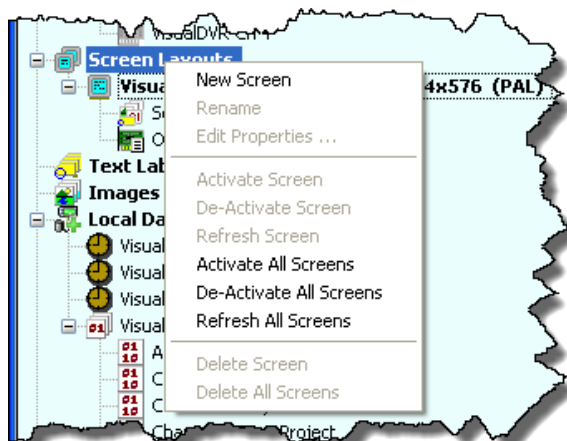 VisualDVR
Screen Layouts
Visua 4x576 (PAL)
New Screen
Rename
Edit Properties ...
Text Lab
Activate Screen
Images
De-Activate Screen
Local Da
Refresh Screen
Visual
Activate All Screens
Visual
De-Activate All Screens
Visual
Refresh All Screens
Visual
A
Delete Screen
C
Delete All Screens
C
Project